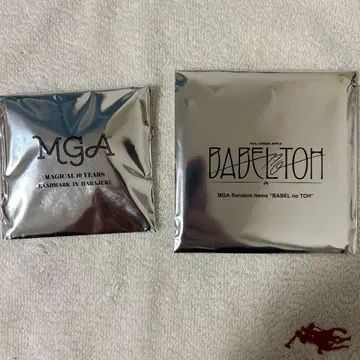 MGA
MAGICAL 10 YEARS
LANDMARK IN HARAJUKU
Mrs. GREEN APPLE
BABEL no TOH
MGA Random Items "BABEL no TOH"